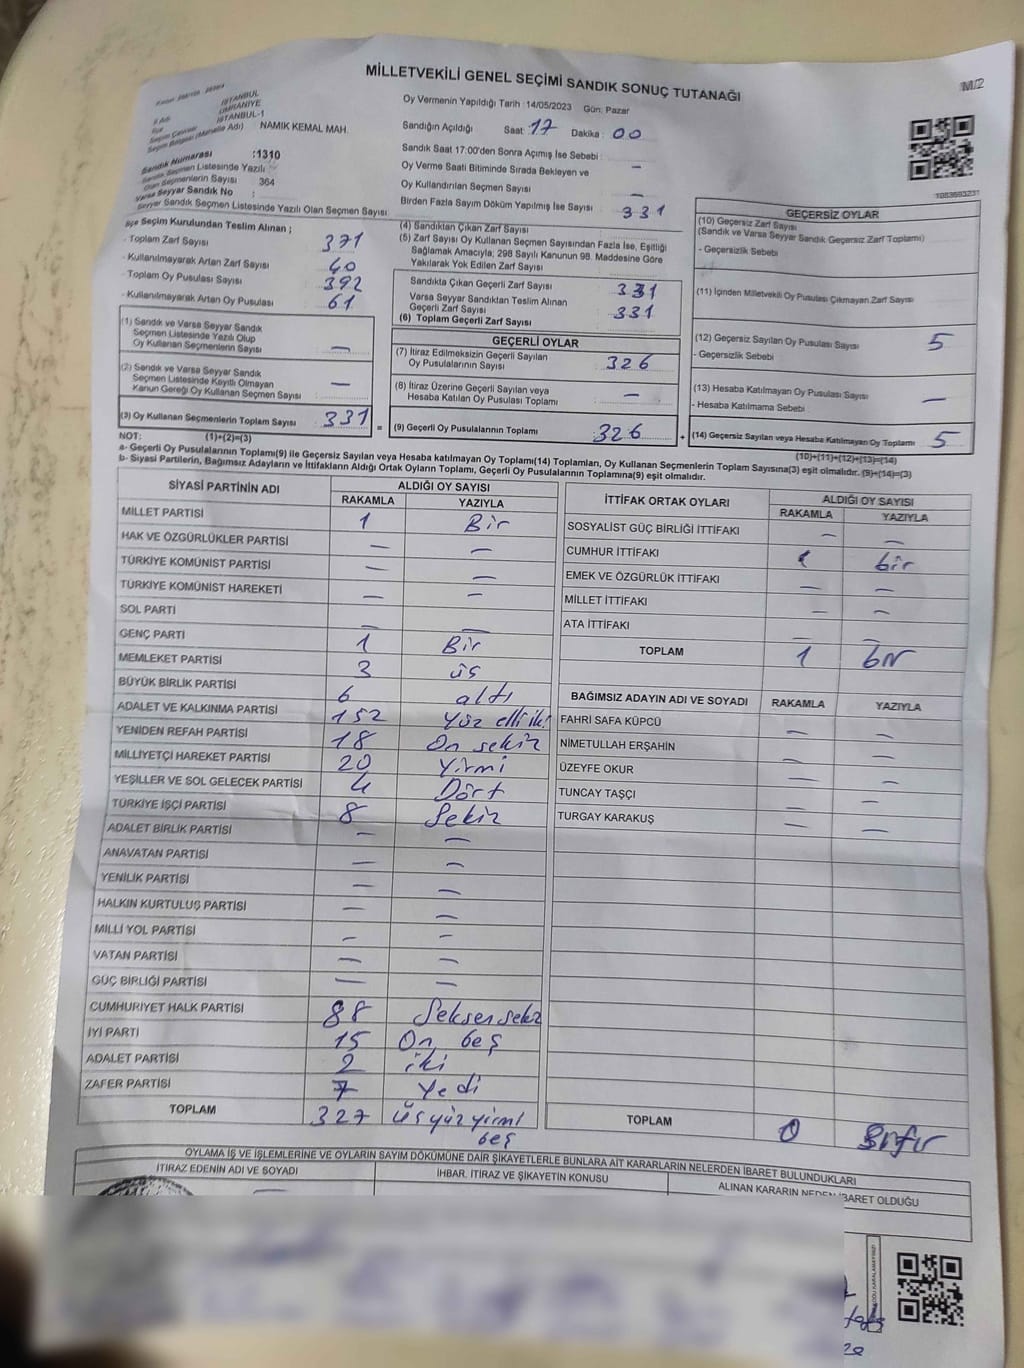 MİLLETVEKİLİ GENEL SEÇİMİ SANDIK SONUÇ TUTANAĞI
M/2
İl Adı İSTANBUL
İlçe ÜMRANİYE
Seçim Çevresi İSTANBUL-1
Seçim Bölgesi (Mahalle Adı) NAMIK KEMAL MAH.
Sandık Numarası :1310
Sandık Seçmen Listesinde Yazılı
Olan Seçmenlerin Sayısı : 364
Varsa Seyyar Sandık No :
Seyyar Sandık Seçmen Listesinde Yazılı Olan Seçmen Sayısı
Oy Vermenin Yapıldığı Tarih :14/05/2023 Gün: Pazar
Sandığın Açıldığı Saat: 17 Dakika: 00
Sandık Saat 17:00'den Sonra Açımış İse Sebebi :
Oy Verme Saati Bitiminde Sırada Bekleyen ve —
Oy Kullandırılan Seçmen Sayısı —
Birden Fazla Sayım Döküm Yapılmış İse Sayısı :
1083693231
İlçe Seçim Kurulundan Teslim Alınan ;
- Toplam Zarf Sayısı 371
- Kullanılmayarak Artan Zarf Sayısı 40
- Toplam Oy Pusulası Sayısı 392
- Kullanılmayarak Artan Oy Pusulası 61
(1) Sandık ve Varsa Seyyar Sandık
Seçmen Listesinde Yazılı Olup
Oy Kullanan Seçmenlerin Sayısı —
(2) Sandık ve Varsa Seyyar Sandık
Seçmen Listesinde Kayıtlı Olmayan
Kanun Gereği Oy Kullanan Seçmen Sayısı : —
(3) Oy Kullanan Seçmenlerin Toplam Sayısı 331
(1)+(2)=(3)
(4) Sandıktan Çıkan Zarf Sayısı : 331
(5) Zarf Sayısı Oy Kullanan Seçmen Sayısından Fazla İse, Eşitliği
Sağlamak Amacıyla; 298 Sayılı Kanunun 98. Maddesine Göre
Yakılarak Yok Edilen Zarf Sayısı :
Sandıkta Çıkan Geçerli Zarf Sayısı : 331
Varsa Seyyar Sandıktan Teslim Alınan
Geçerli Zarf Sayısı : 331
(6) Toplam Geçerli Zarf Sayısı :
GEÇERLİ OYLAR
(7) İtiraz Edilmeksizin Geçerli Sayılan
Oy Pusulalarının Sayısı : 326
(8) İtiraz Üzerine Geçerli Sayılan veya
Hesaba Katılan Oy Pusulası Toplamı : —
= (9) Geçerli Oy Pusulalarının Toplamı : 326
GEÇERSİZ OYLAR
(10) Geçersiz Zarf Sayısı
(Sandık ve Varsa Seyyar Sandık Geçersiz Zarf Toplamı)
- Geçersizlik Sebebi
(11) İçinden Milletvekili Oy Pusulası Çıkmayan Zarf Sayısı
(12) Geçersiz Sayılan Oy Pusulası Sayısı 5
- Geçersizlik Sebebi
(13) Hesaba Katılmayan Oy Pusulası Sayısı —
- Hesaba Katılmama Sebebi
+ (14) Geçersiz Sayılan veya Hesaba Katılmayan Oy Toplamı 5
(10)+(11)+(12)+(13)=(14)
NOT:
a- Geçerli Oy Pusulalarının Toplamı(9) ile Geçersiz Sayılan veya Hesaba katılmayan Oy Toplamı(14) Toplamları, Oy Kullanan Seçmenlerin Toplam Sayısına(3) eşit olmalıdır. (9)+(14)=(3)
b- Siyasi Partilerin, Bağımsız Adayların ve İttifakların Aldığı Ortak Oyların Toplamı, Geçerli Oy Pusulalarının Toplamına(9) eşit olmalıdır.
SİYASİ PARTİNİN ADI ALDIĞI OY SAYISI
RAKAMLA YAZIYLA
MİLLET PARTİSİ 1 Bir
HAK VE ÖZGÜRLÜKLER PARTİSİ — —
TÜRKİYE KOMÜNİST PARTİSİ — —
TÜRKİYE KOMÜNİST HAREKETİ — —
SOL PARTİ — —
GENÇ PARTİ 1 Bir
MEMLEKET PARTİSİ 3 üç
BÜYÜK BİRLİK PARTİSİ 6 altı
ADALET VE KALKINMA PARTİSİ 152 Yüz elli iki
YENİDEN REFAH PARTİSİ 18 On sekiz
MİLLİYETÇİ HAREKET PARTİSİ 20 Yirmi
YEŞİLLER VE SOL GELECEK PARTİSİ 4 Dört
TÜRKİYE İŞÇİ PARTİSİ 8 Sekiz
ADALET BİRLİK PARTİSİ — —
ANAVATAN PARTİSİ — —
YENİLİK PARTİSİ — —
HALKIN KURTULUŞ PARTİSİ — —
MİLLİ YOL PARTİSİ — —
VATAN PARTİSİ — —
GÜÇ BİRLİĞİ PARTİSİ — —
CUMHURİYET HALK PARTİSİ 88 Seksen sekiz
İYİ PARTİ 15 On beş
ADALET PARTİSİ 2 iki
ZAFER PARTİSİ 7 Yedi
TOPLAM 327 Üçyüz yirmi
beş
İTTİFAK ORTAK OYLARI ALDIĞI OY SAYISI
RAKAMLA YAZIYLA
SOSYALİST GÜÇ BİRLİĞİ İTTİFAKI — —
CUMHUR İTTİFAKI 1 bir
EMEK VE ÖZGÜRLÜK İTTİFAKI — —
MİLLET İTTİFAKI — —
ATA İTTİFAKI — —
TOPLAM 1 bir
BAĞIMSIZ ADAYIN ADI VE SOYADI RAKAMLA YAZIYLA
FAHRİ SAFA KÜPCÜ — —
NİMETULLAH ERŞAHİN — —
ÜZEYFE OKUR — —
TUNCAY TAŞÇI — —
TURGAY KARAKUŞ — —
TOPLAM 0 Sıfır
OYLAMA İŞ VE İŞLEMLERİNE VE OYLARIN SAYIM DÖKÜMÜNE DAİR ŞİKAYETLERLE BUNLARA AİT KARARLARIN NELERDEN İBARET BULUNDUKLARI
İTİRAZ EDENİN ADI VE SOYADI İHBAR, İTİRAZ VE ŞİKAYETİN KONUSU ALINAN KARARIN NEDEN İBARET OLDUĞU